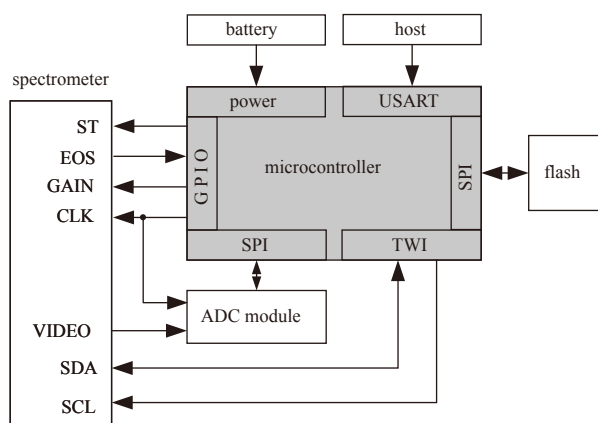 battery
host
spectrometer
power
USART
ST
EOS
GPIO
microcontroller
SPI
flash
GAIN
CLK
SPI
TWI
ADC module
VIDEO
SDA
SCL